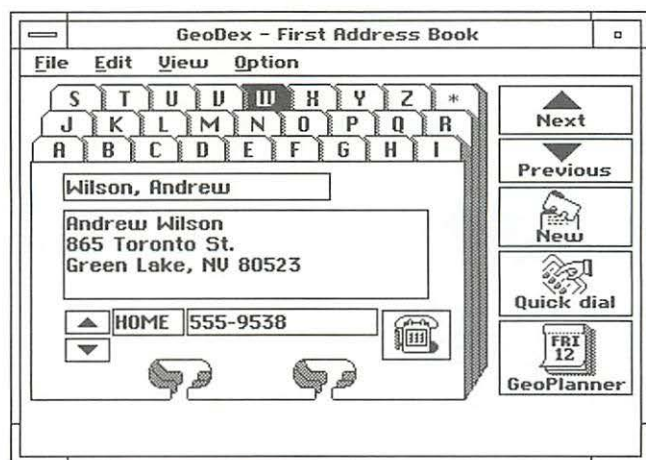 GeoDex - First Address Book
File Edit View Option
S T U V W X Y Z *
J K L M N O P Q R
A B C D E F G H I
Wilson, Andrew
Andrew Wilson
865 Toronto St.
Green Lake, NV 80523
HOME 555-9538
Next
Previous
New
Quick dial
FRI
12
GeoPlanner